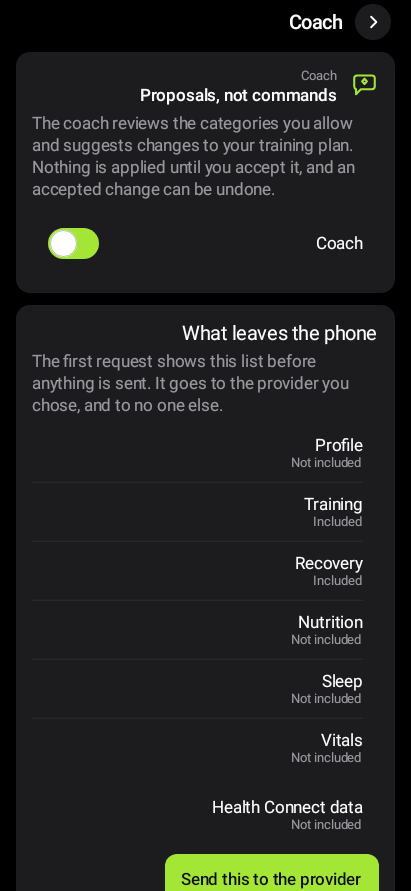 Coach
Coach
Proposals, not commands
The coach reviews the categories you allow
and suggests changes to your training plan.
Nothing is applied until you accept it, and an
accepted change can be undone.
Coach
What leaves the phone
The first request shows this list before
anything is sent. It goes to the provider you
chose, and to no one else.
Profile
Not included
Training
Included
Recovery
Included
Nutrition
Not included
Sleep
Not included
Vitals
Not included
Health Connect data
Not included
Send this to the provider